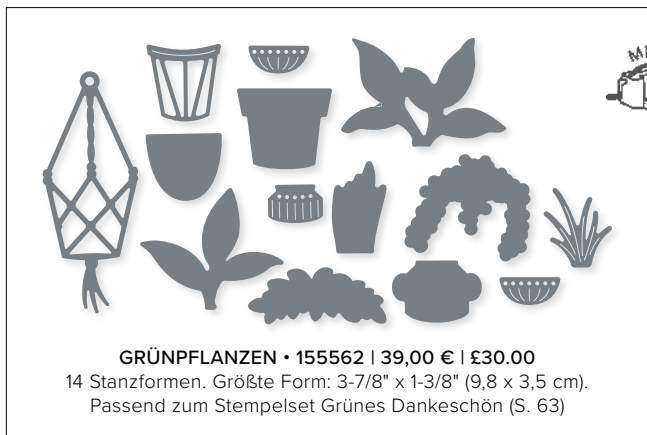 GRÜNPFLANZEN • 155562 | 39,00 € | £30.00
14 Stanzformen. Größte Form: 3-7/8" x 1-3/8" (9,8 x 3,5 cm).
Passend zum Stempelset Grünes Dankeschön (S. 63)